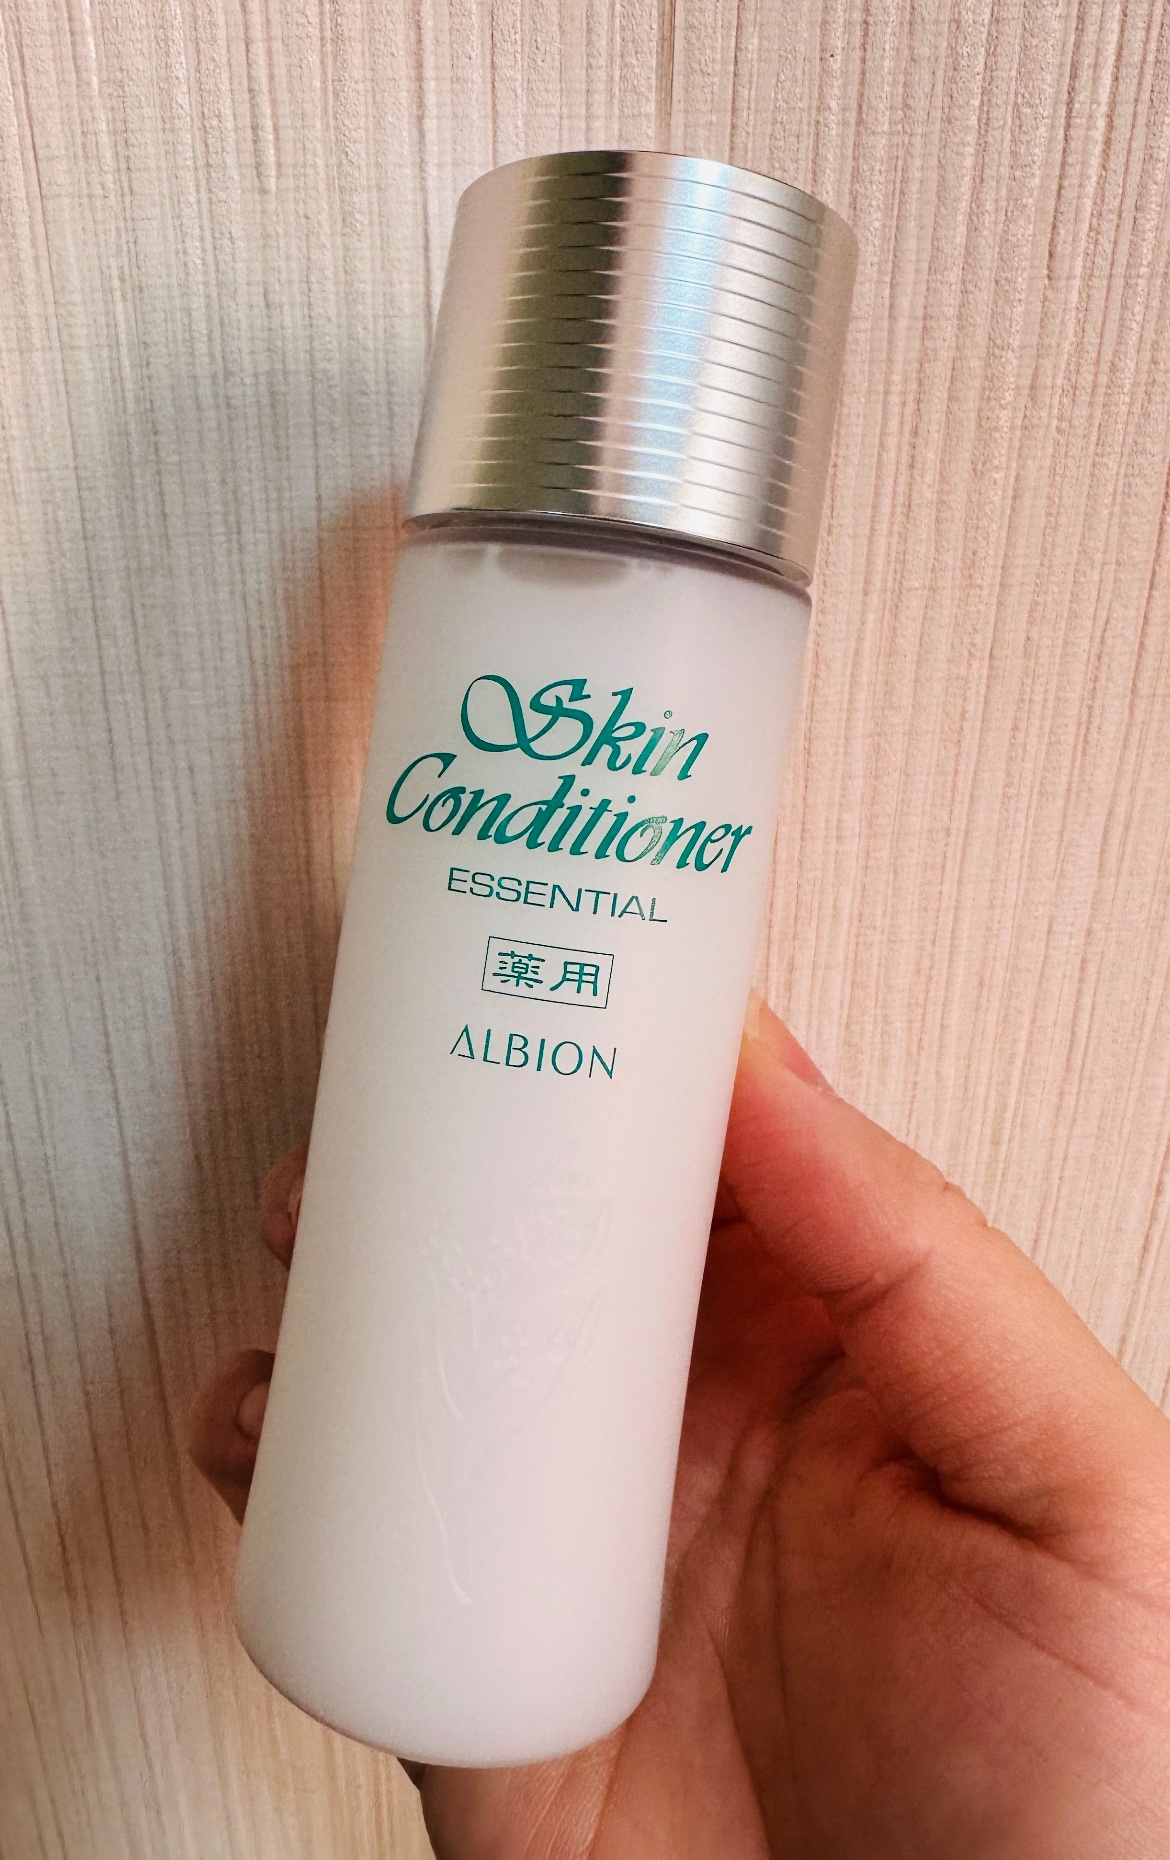 Skin
Conditioner
ESSENTIAL
薬用
ALBION